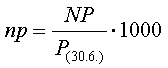 np = NP / P(30.6.) · 1000